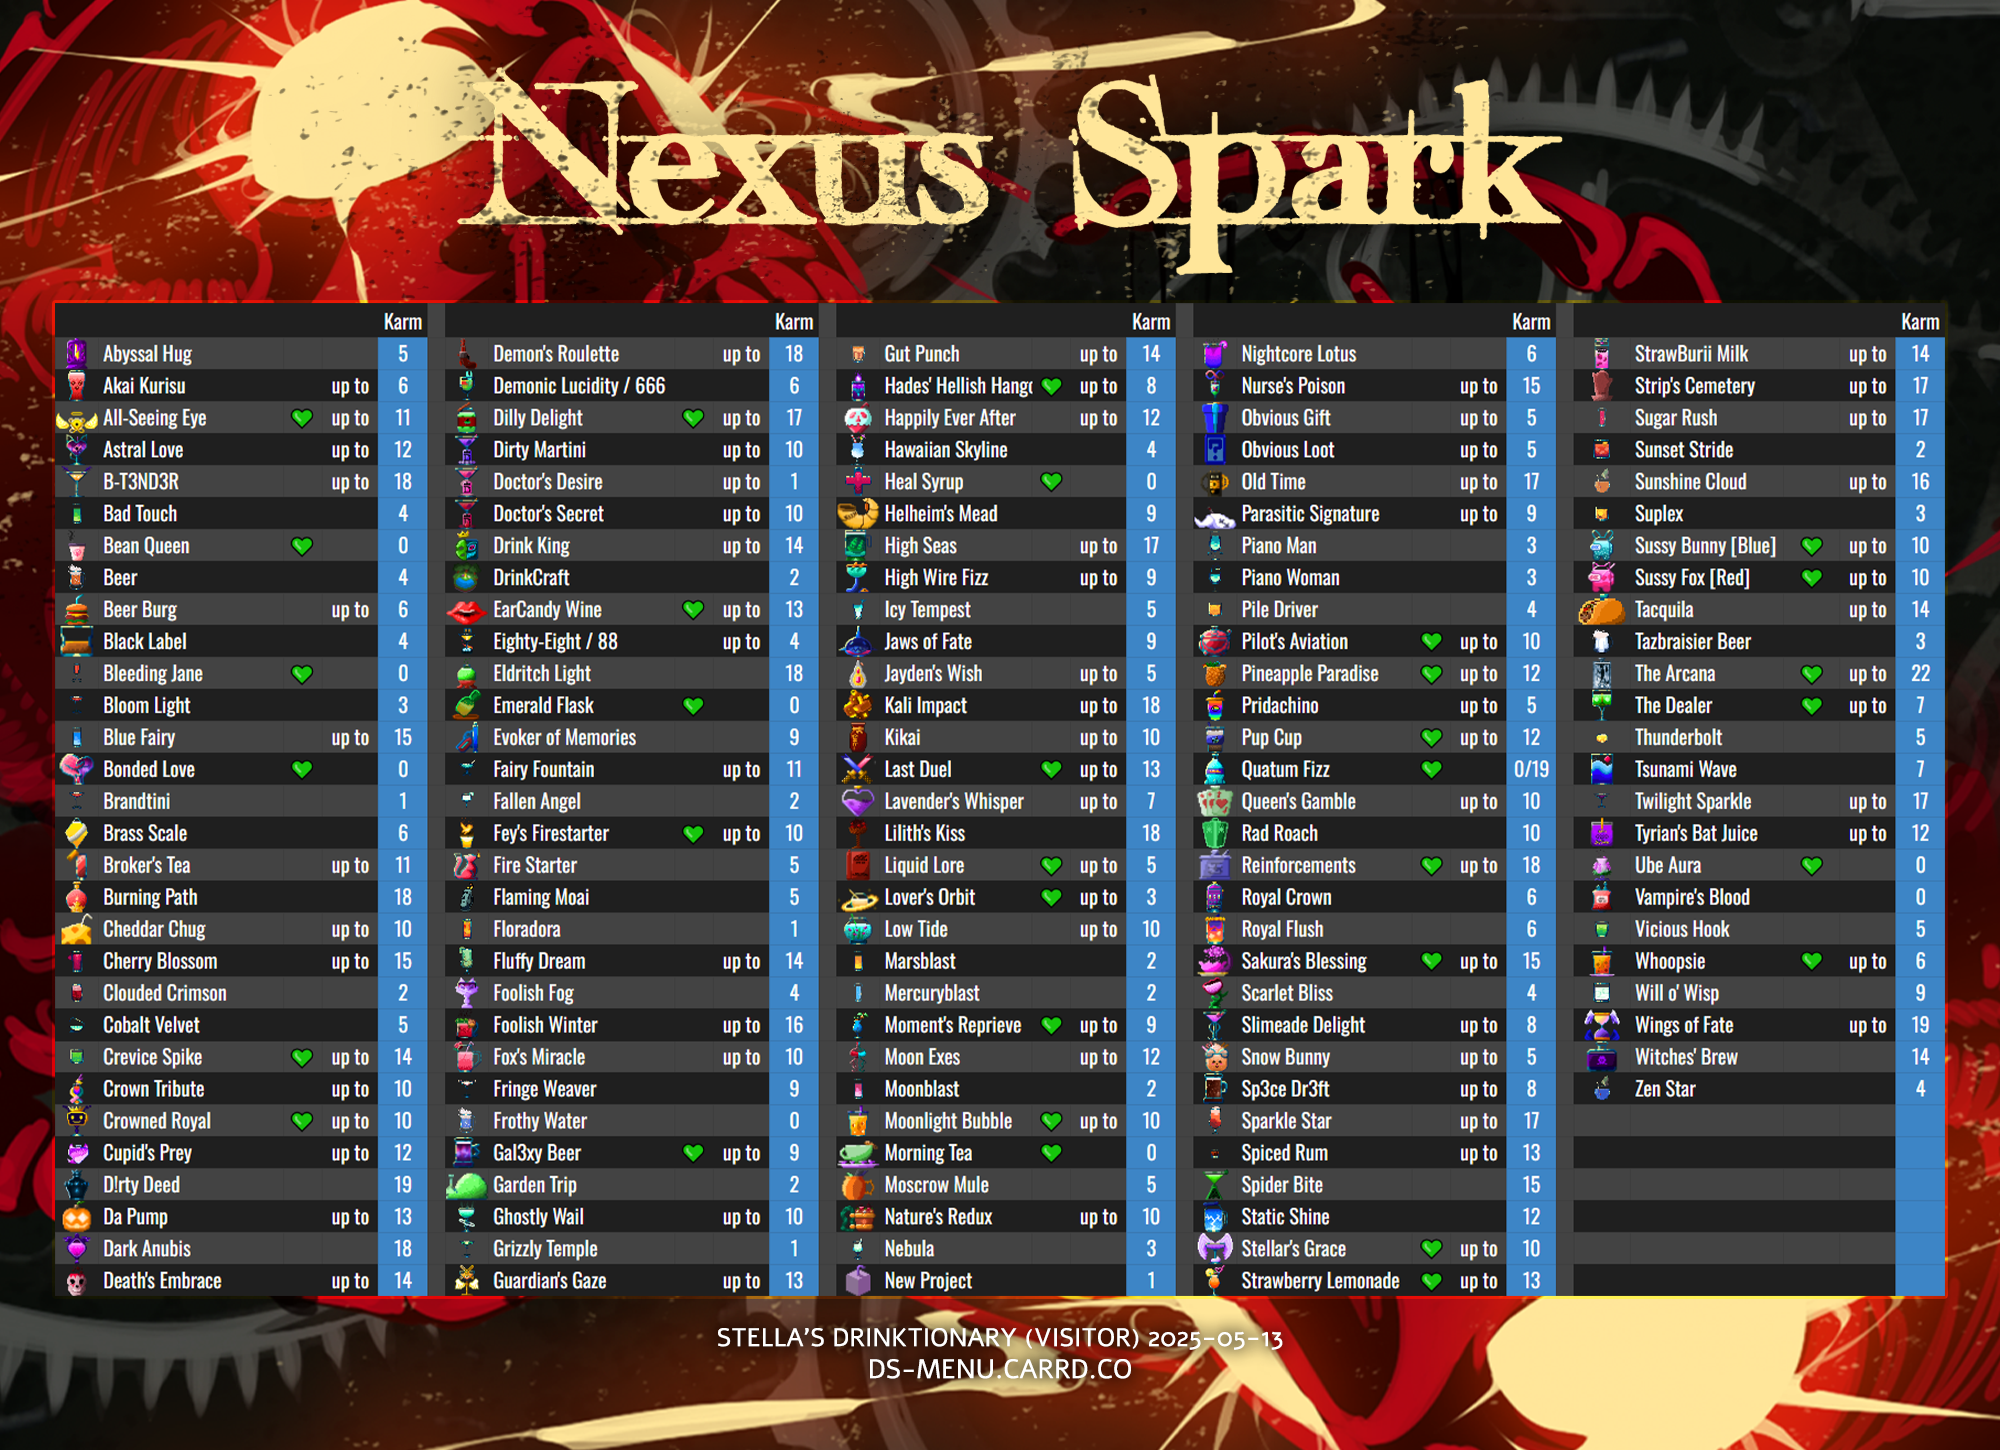 Nexus Spark
Karm
Abyssal Hug 5
Akai Kurisu up to 6
All-Seeing Eye up to 11
Astral Love up to 12
B-T3ND3R up to 18
Bad Touch 4
Bean Queen 0
Beer 4
Beer Burg up to 6
Black Label 4
Bleeding Jane 0
Bloom Light 3
Blue Fairy up to 15
Bonded Love 0
Brandtini 1
Brass Scale 6
Broker's Tea up to 11
Burning Path 18
Cheddar Chug up to 10
Cherry Blossom up to 15
Clouded Crimson 2
Cobalt Velvet 5
Crevice Spike up to 14
Crown Tribute up to 10
Crowned Royal up to 10
Cupid's Prey up to 12
D!rty Deed 19
Da Pump up to 13
Dark Anubis 18
Death's Embrace up to 14
Karm
Demon's Roulette up to 18
Demonic Lucidity / 666 6
Dilly Delight up to 17
Dirty Martini up to 10
Doctor's Desire up to 1
Doctor's Secret up to 10
Drink King up to 14
DrinkCraft 2
EarCandy Wine up to 13
Eighty-Eight / 88 up to 4
Eldritch Light 18
Emerald Flask 0
Evoker of Memories 9
Fairy Fountain up to 11
Fallen Angel 2
Fey's Firestarter up to 10
Fire Starter 5
Flaming Moai 5
Floradora 1
Fluffy Dream up to 14
Foolish Fog 4
Foolish Winter up to 16
Fox's Miracle up to 10
Fringe Weaver 9
Frothy Water 0
Gal3xy Beer up to 9
Garden Trip 2
Ghostly Wail up to 10
Grizzly Temple 1
Guardian's Gaze up to 13
Karm
Gut Punch up to 14
Hades' Hellish Hango up to 8
Happily Ever After up to 12
Hawaiian Skyline 4
Heal Syrup 0
Helheim's Mead 9
High Seas up to 17
High Wire Fizz up to 9
Icy Tempest 5
Jaws of Fate 9
Jayden's Wish up to 5
Kali Impact up to 18
Kikai up to 10
Last Duel up to 13
Lavender's Whisper up to 7
Lilith's Kiss 18
Liquid Lore up to 5
Lover's Orbit up to 3
Low Tide up to 10
Marsblast 2
Mercuryblast 2
Moment's Reprieve up to 9
Moon Exes up to 12
Moonblast 2
Moonlight Bubble up to 10
Morning Tea 0
Moscrow Mule 5
Nature's Redux up to 10
Nebula 3
New Project 1
Karm
Nightcore Lotus 6
Nurse's Poison up to 15
Obvious Gift up to 5
Obvious Loot up to 5
Old Time up to 17
Parasitic Signature up to 9
Piano Man 3
Piano Woman 3
Pile Driver 4
Pilot's Aviation up to 10
Pineapple Paradise up to 12
Pridachino up to 5
Pup Cup up to 12
Quatum Fizz 0/19
Queen's Gamble up to 10
Rad Roach 10
Reinforcements up to 18
Royal Crown 6
Royal Flush 6
Sakura's Blessing up to 15
Scarlet Bliss 4
Slimeade Delight up to 8
Snow Bunny up to 5
Sp3ce Dr3ft up to 8
Sparkle Star up to 17
Spiced Rum up to 13
Spider Bite 15
Static Shine 12
Stellar's Grace up to 10
Strawberry Lemonade up to 13
Karm
StrawBurii Milk up to 14
Strip's Cemetery up to 17
Sugar Rush up to 17
Sunset Stride 2
Sunshine Cloud up to 16
Suplex 3
Sussy Bunny [Blue] up to 10
Sussy Fox [Red] up to 10
Tacquila up to 14
Tazbraisier Beer 3
The Arcana up to 22
The Dealer up to 7
Thunderbolt 5
Tsunami Wave 7
Twilight Sparkle up to 17
Tyrian's Bat Juice up to 12
Ube Aura 0
Vampire's Blood 0
Vicious Hook 5
Whoopsie up to 6
Will o' Wisp 9
Wings of Fate up to 19
Witches' Brew 14
Zen Star 4
STELLA'S DRINKTIONARY (VISITOR) 2025-05-13
DS-MENU.CARRD.CO